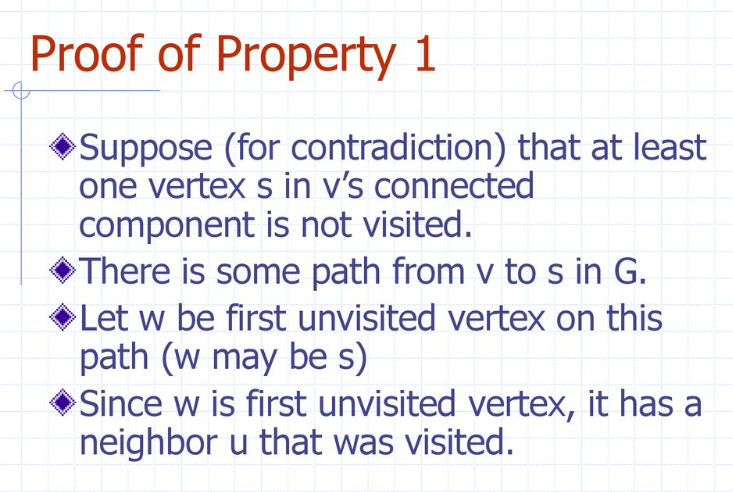 Proof of Property 1
Suppose (for contradiction) that at least
one vertex s in v’s connected
component is not visited.
There is some path from v to s in G.
Let w be first unvisited vertex on this
path (w may be s)
Since w is first unvisited vertex, it has a
neighbor u that was visited.